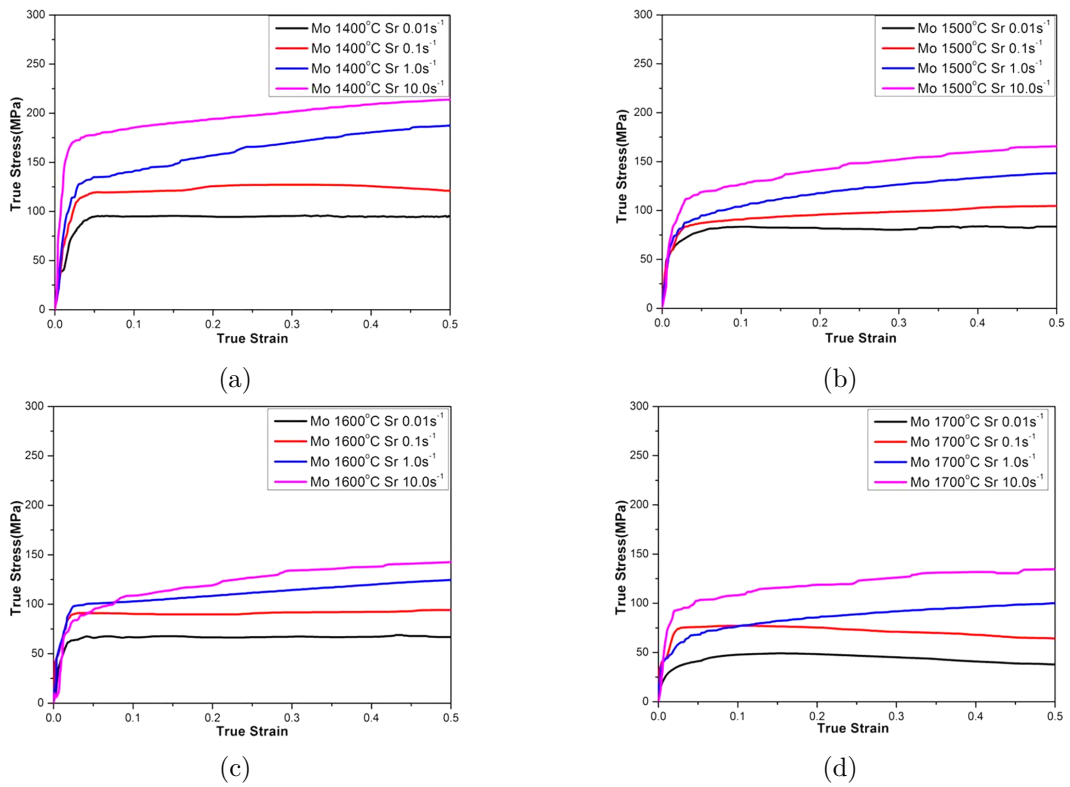 300
250
200
150
100
50
0
True Stress(MPa)
Mo 1400°C Sr 0.01s⁻¹
Mo 1400°C Sr 0.1s⁻¹
Mo 1400°C Sr 1.0s⁻¹
Mo 1400°C Sr 10.0s⁻¹
0.0 0.1 0.2 0.3 0.4 0.5
True Strain
(a)
300
250
200
150
100
50
0
True Stress(MPa)
Mo 1500°C Sr 0.01s⁻¹
Mo 1500°C Sr 0.1s⁻¹
Mo 1500°C Sr 1.0s⁻¹
Mo 1500°C Sr 10.0s⁻¹
0.0 0.1 0.2 0.3 0.4 0.5
True Strain
(b)
300
250
200
150
100
50
0
True Stress(MPa)
Mo 1600°C Sr 0.01s⁻¹
Mo 1600°C Sr 0.1s⁻¹
Mo 1600°C Sr 1.0s⁻¹
Mo 1600°C Sr 10.0s⁻¹
0.0 0.1 0.2 0.3 0.4 0.5
True Strain
(c)
300
250
200
150
100
50
0
True Stress(MPa)
Mo 1700°C Sr 0.01s⁻¹
Mo 1700°C Sr 0.1s⁻¹
Mo 1700°C Sr 1.0s⁻¹
Mo 1700°C Sr 10.0s⁻¹
0.0 0.1 0.2 0.3 0.4 0.5
True Strain
(d)